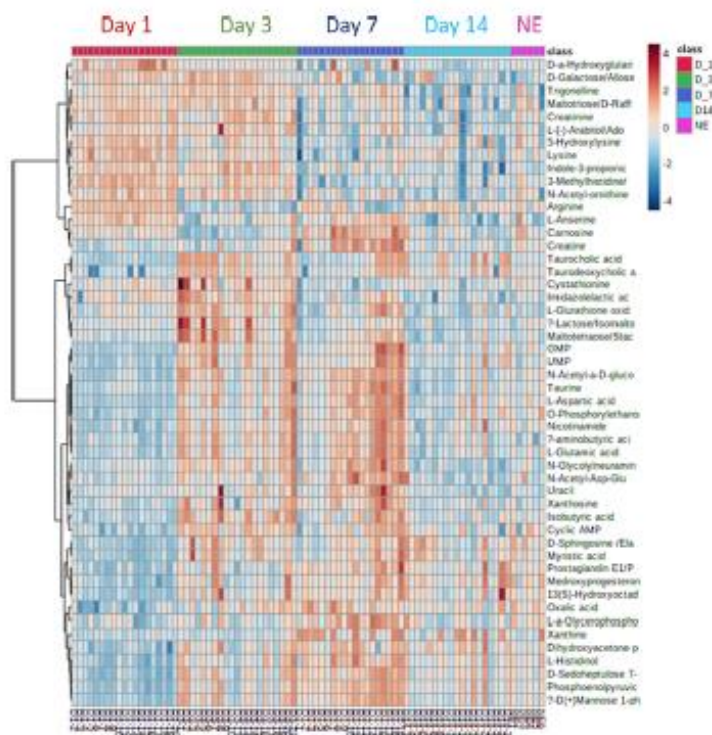 Day 1 Day 3 Day 7 Day 14 NE
class
D-a-Hydroxyglutari
D-Galactose/Allose
Trigonelline
Maltotriose/D-Raff
Creatinine
L-(-)-Arabitol/Ado
5-Hydroxylysine
Lysine
Indole-3-propionic
3-Methylhistidine/
N-Acetyl-ornithine
Arginine
L-Anserine
Carnosine
Creatine
Taurocholic acid
Taurodeoxycholic a
Cystathionine
Imidazolelactic ac
L-Glutathione oxid
?-Lactose/Isomalto
Maltotetraose/Stac
GMP
UMP
N-Acetyl-a-D-gluco
Taurine
L-Aspartic acid
O-Phosphorylethano
Nicotinamide
?-aminobutyric aci
L-Glutamic acid
N-Glycolylneuramin
N-Acetyl-Asp-Glu
Uracil
Xanthosine
Isobutyric acid
Cyclic AMP
D-Sphingosine /Ela
Myristic acid
Prostaglandin E1/P
Medroxyprogesteron
13(S)-Hydroxyoctad
Oxalic acid
L-a-Glycerophospho
Xanthine
Dihydroxyacetone p
L-Histidinol
D-Sedoheptulose 7-
Phosphoenolpyruvic
?-D(+)Mannose 1-ph
4
2
0
-2
-4
class
D_1
D_3
D_7
D14
NE